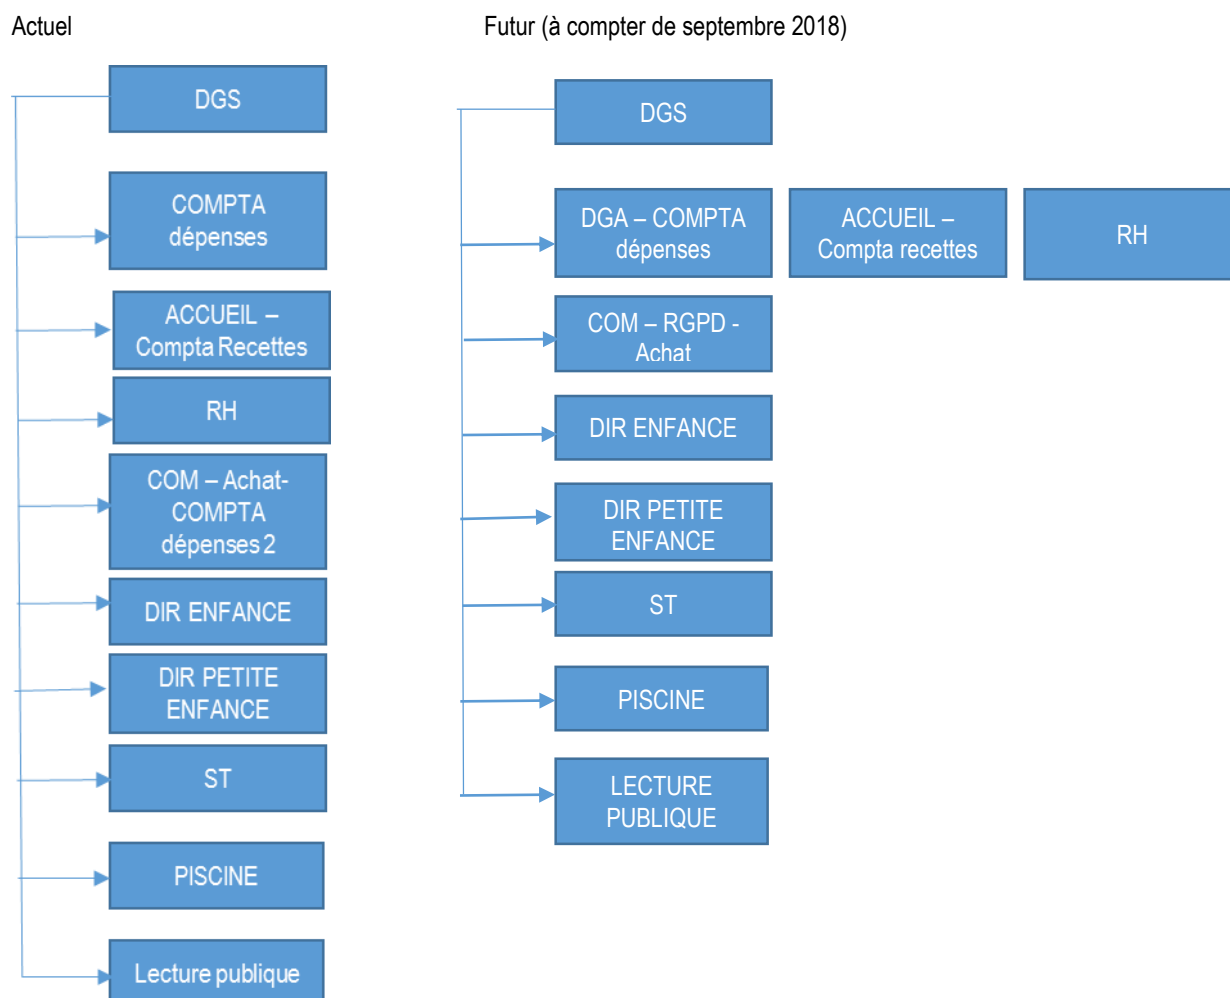 Actuel
DGS
COMPTA
dépenses
ACCUEIL –
Compta Recettes
RH
COM – Achat-
COMPTA
dépenses 2
DIR ENFANCE
DIR PETITE
ENFANCE
ST
PISCINE
Lecture publique
Futur (à compter de septembre 2018)
DGS
DGA – COMPTA
dépenses
ACCUEIL –
Compta recettes
RH
COM – RGPD -
Achat
DIR ENFANCE
DIR PETITE
ENFANCE
ST
PISCINE
LECTURE
PUBLIQUE